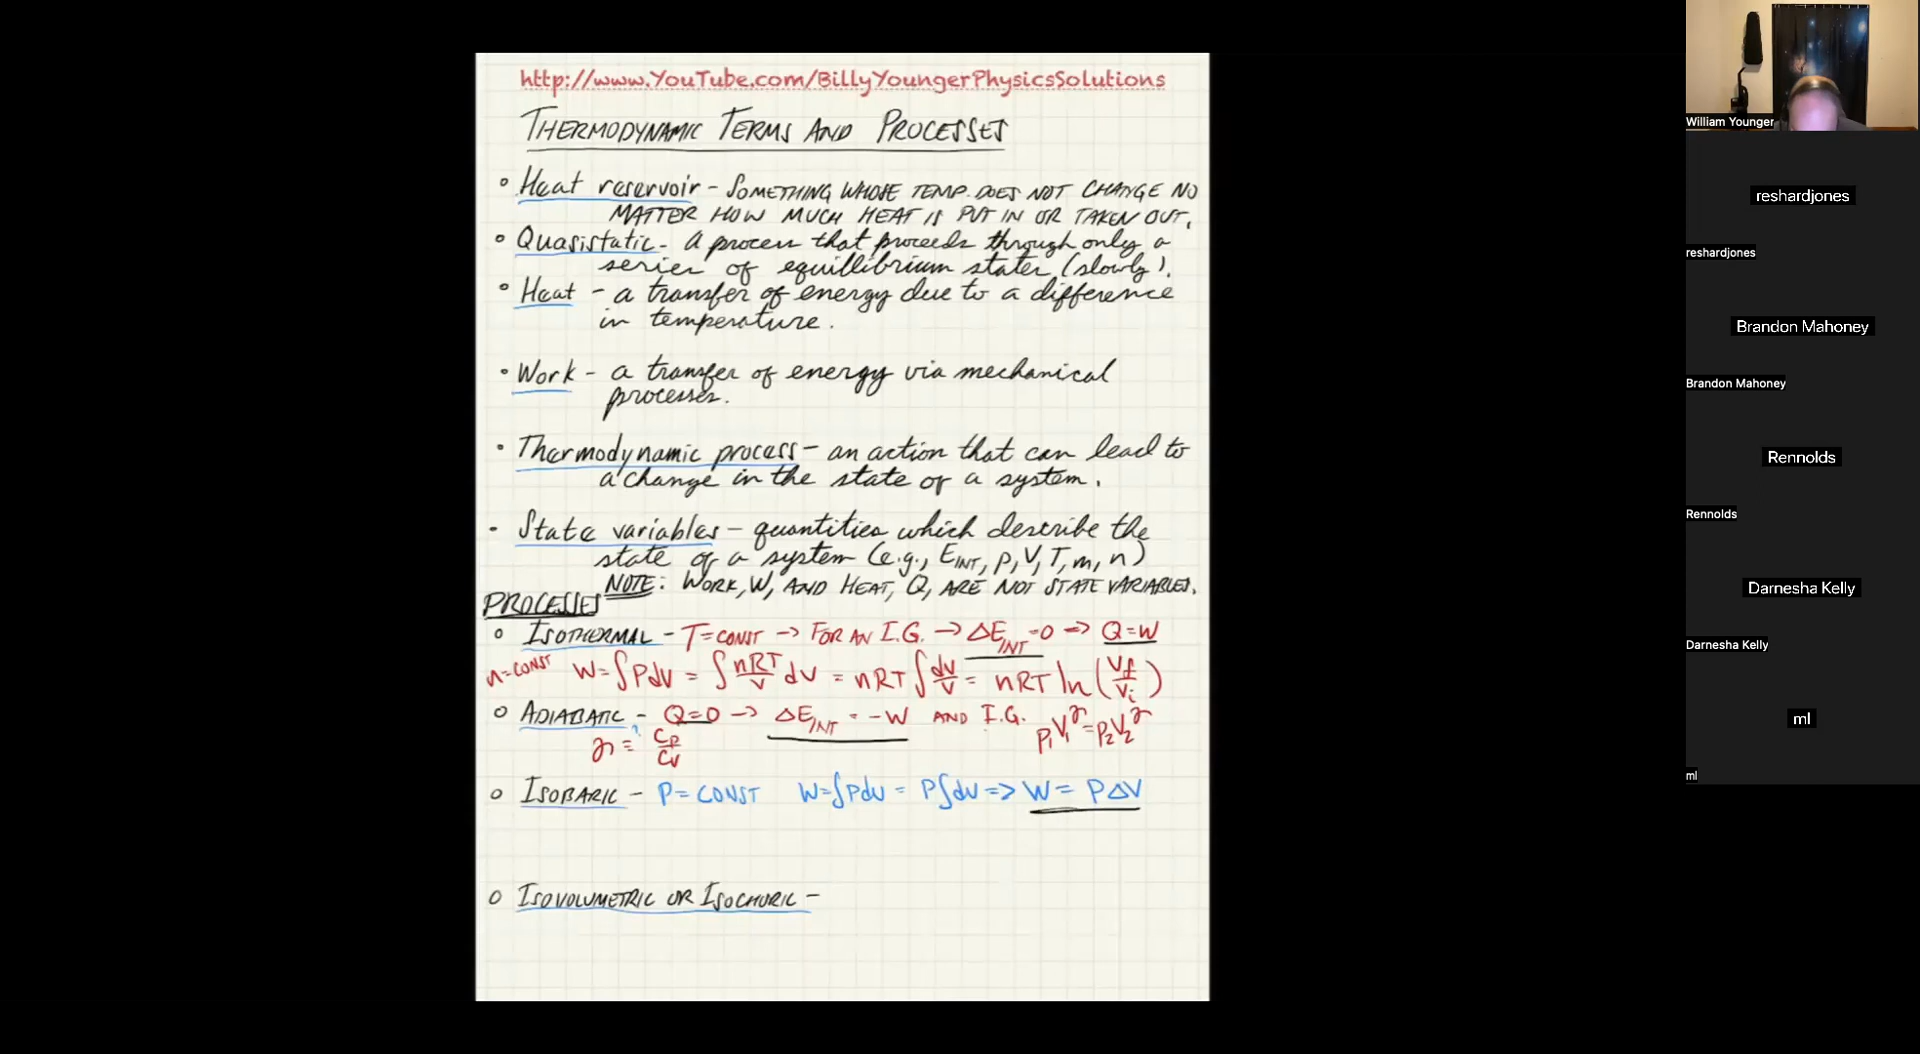 http://www.YouTube.com/BillyYoungerPhysicsSolutions
THERMODYNAMIC TERMS AND PROCESSES
• Heat reservoir - SOMETHING WHOSE TEMP. DOES NOT CHANGE NO
MATTER HOW MUCH HEAT IS PUT IN OR TAKEN OUT.
• Quasistatic - A process that proceeds through only a
series of equillibrium states (slowly).
• Heat - a transfer of energy due to a difference
in temperature.
• Work - a transfer of energy via mechanical
processes.
• Thermodynamic process - an action that can lead to
a change in the state of a system.
• State variables - quantities which describe the
state of a system (e.g., E_INT, p, V, T, m, n)
NOTE: WORK, W, AND HEAT, Q, ARE NOT STATE VARIABLES.
PROCESSES
• ISOTHERMAL - T=CONST → FOR AN I.G. → ΔE_INT=0 → Q=W
n=CONST W=∫PdV = ∫nRT/V dV = nRT∫dV/V = nRT ln(Vf/Vi)
• ADIABATIC - Q=0 → ΔE_INT = -W AND I.G. p₁V₁^γ=p₂V₂^γ
γ = Cp/Cv
• ISOBARIC - P=CONST W=∫Pdv = P∫dv => W= PΔV
• ISOVOLUMETRIC OR ISOCHORIC -
William Younger
reshardjones
reshardjones
Brandon Mahoney
Brandon Mahoney
Rennolds
Rennolds
Darnesha Kelly
Darnesha Kelly
ml
ml